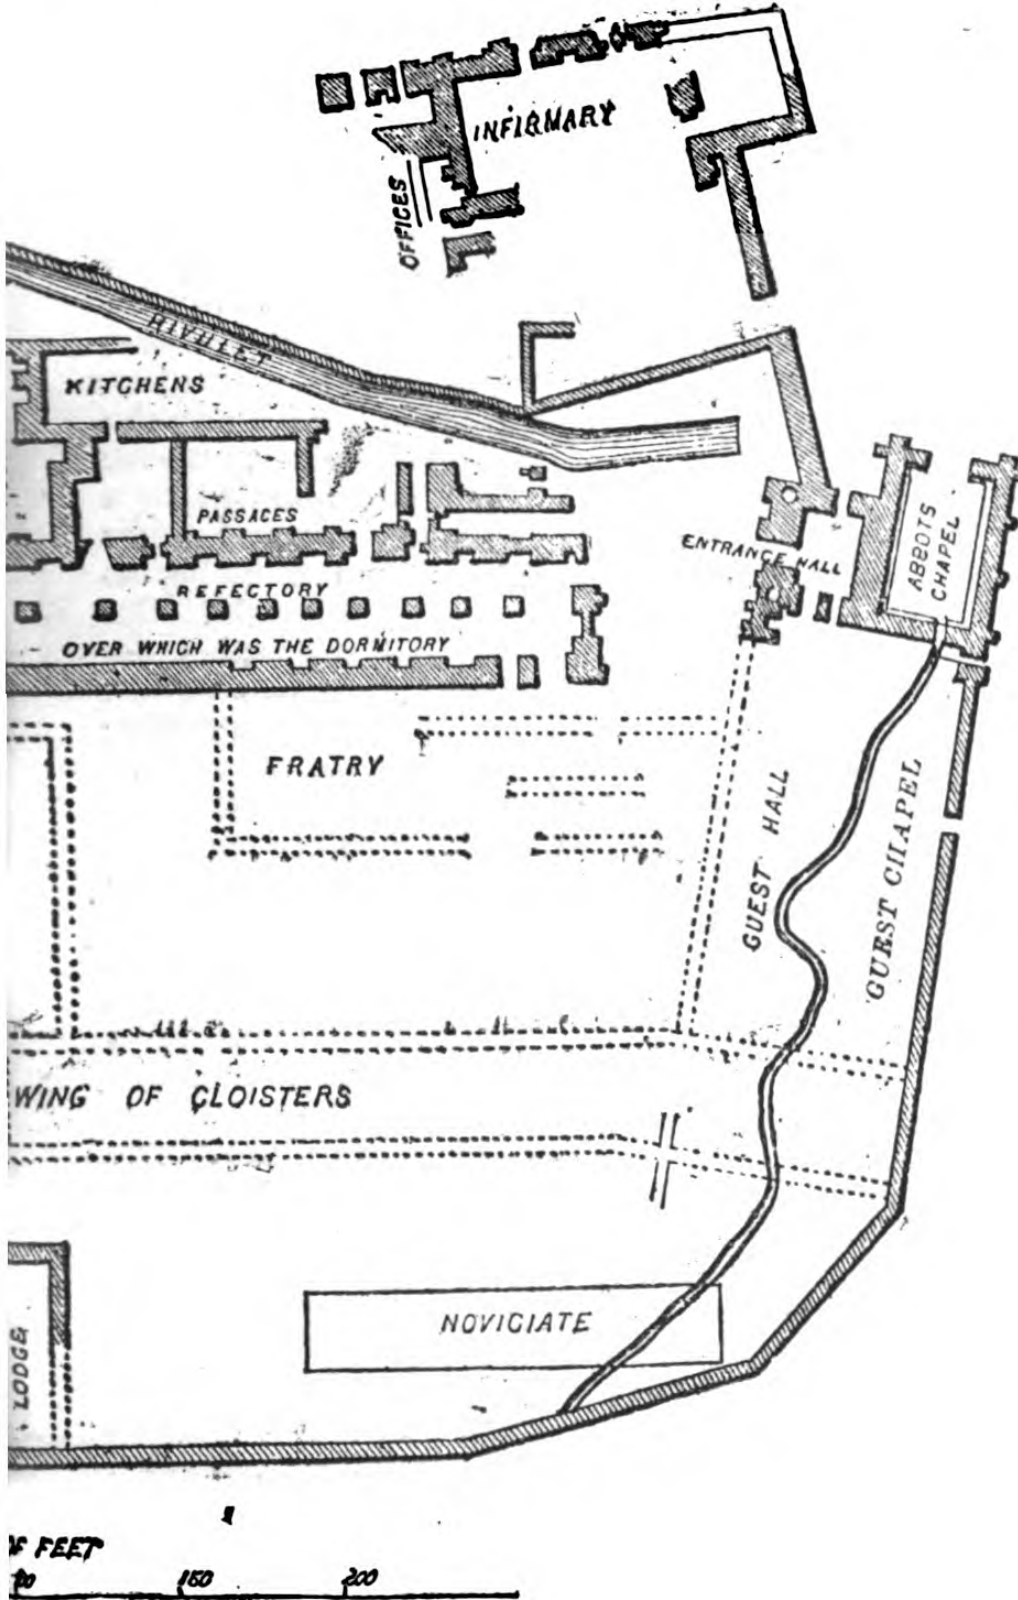 INFIRMARY
OFFICES
RIVULET
KITCHENS
PASSAGES
ENTRANCE HALL
ABBOTS
CHAPEL
REFECTORY
OVER WHICH WAS THE DORMITORY
FRATRY
GUEST HALL
GUEST CHAPEL
WING OF CLOISTERS
NOVICIATE
LODGE
OF FEET
150
200